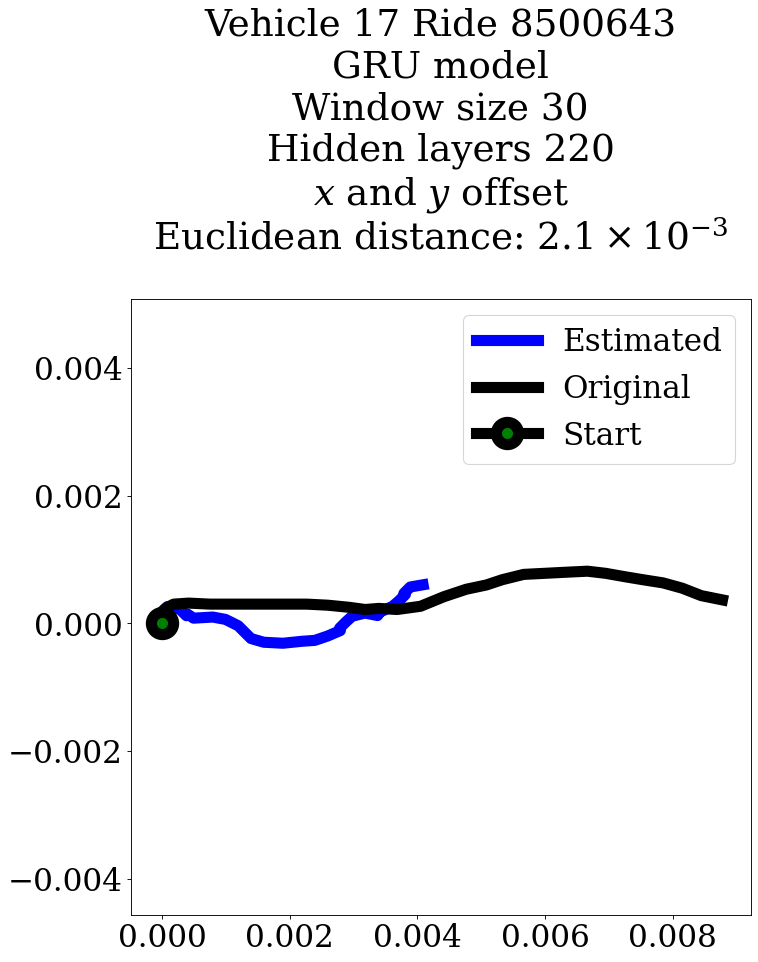 Vehicle 17 Ride 8500643
GRU model
Window size 30
Hidden layers 220
x and y offset
Euclidean distance: 2.1 × 10⁻³
Estimated
Original
Start
0.004
0.002
0.000
−0.002
−0.004
0.000 0.002 0.004 0.006 0.008